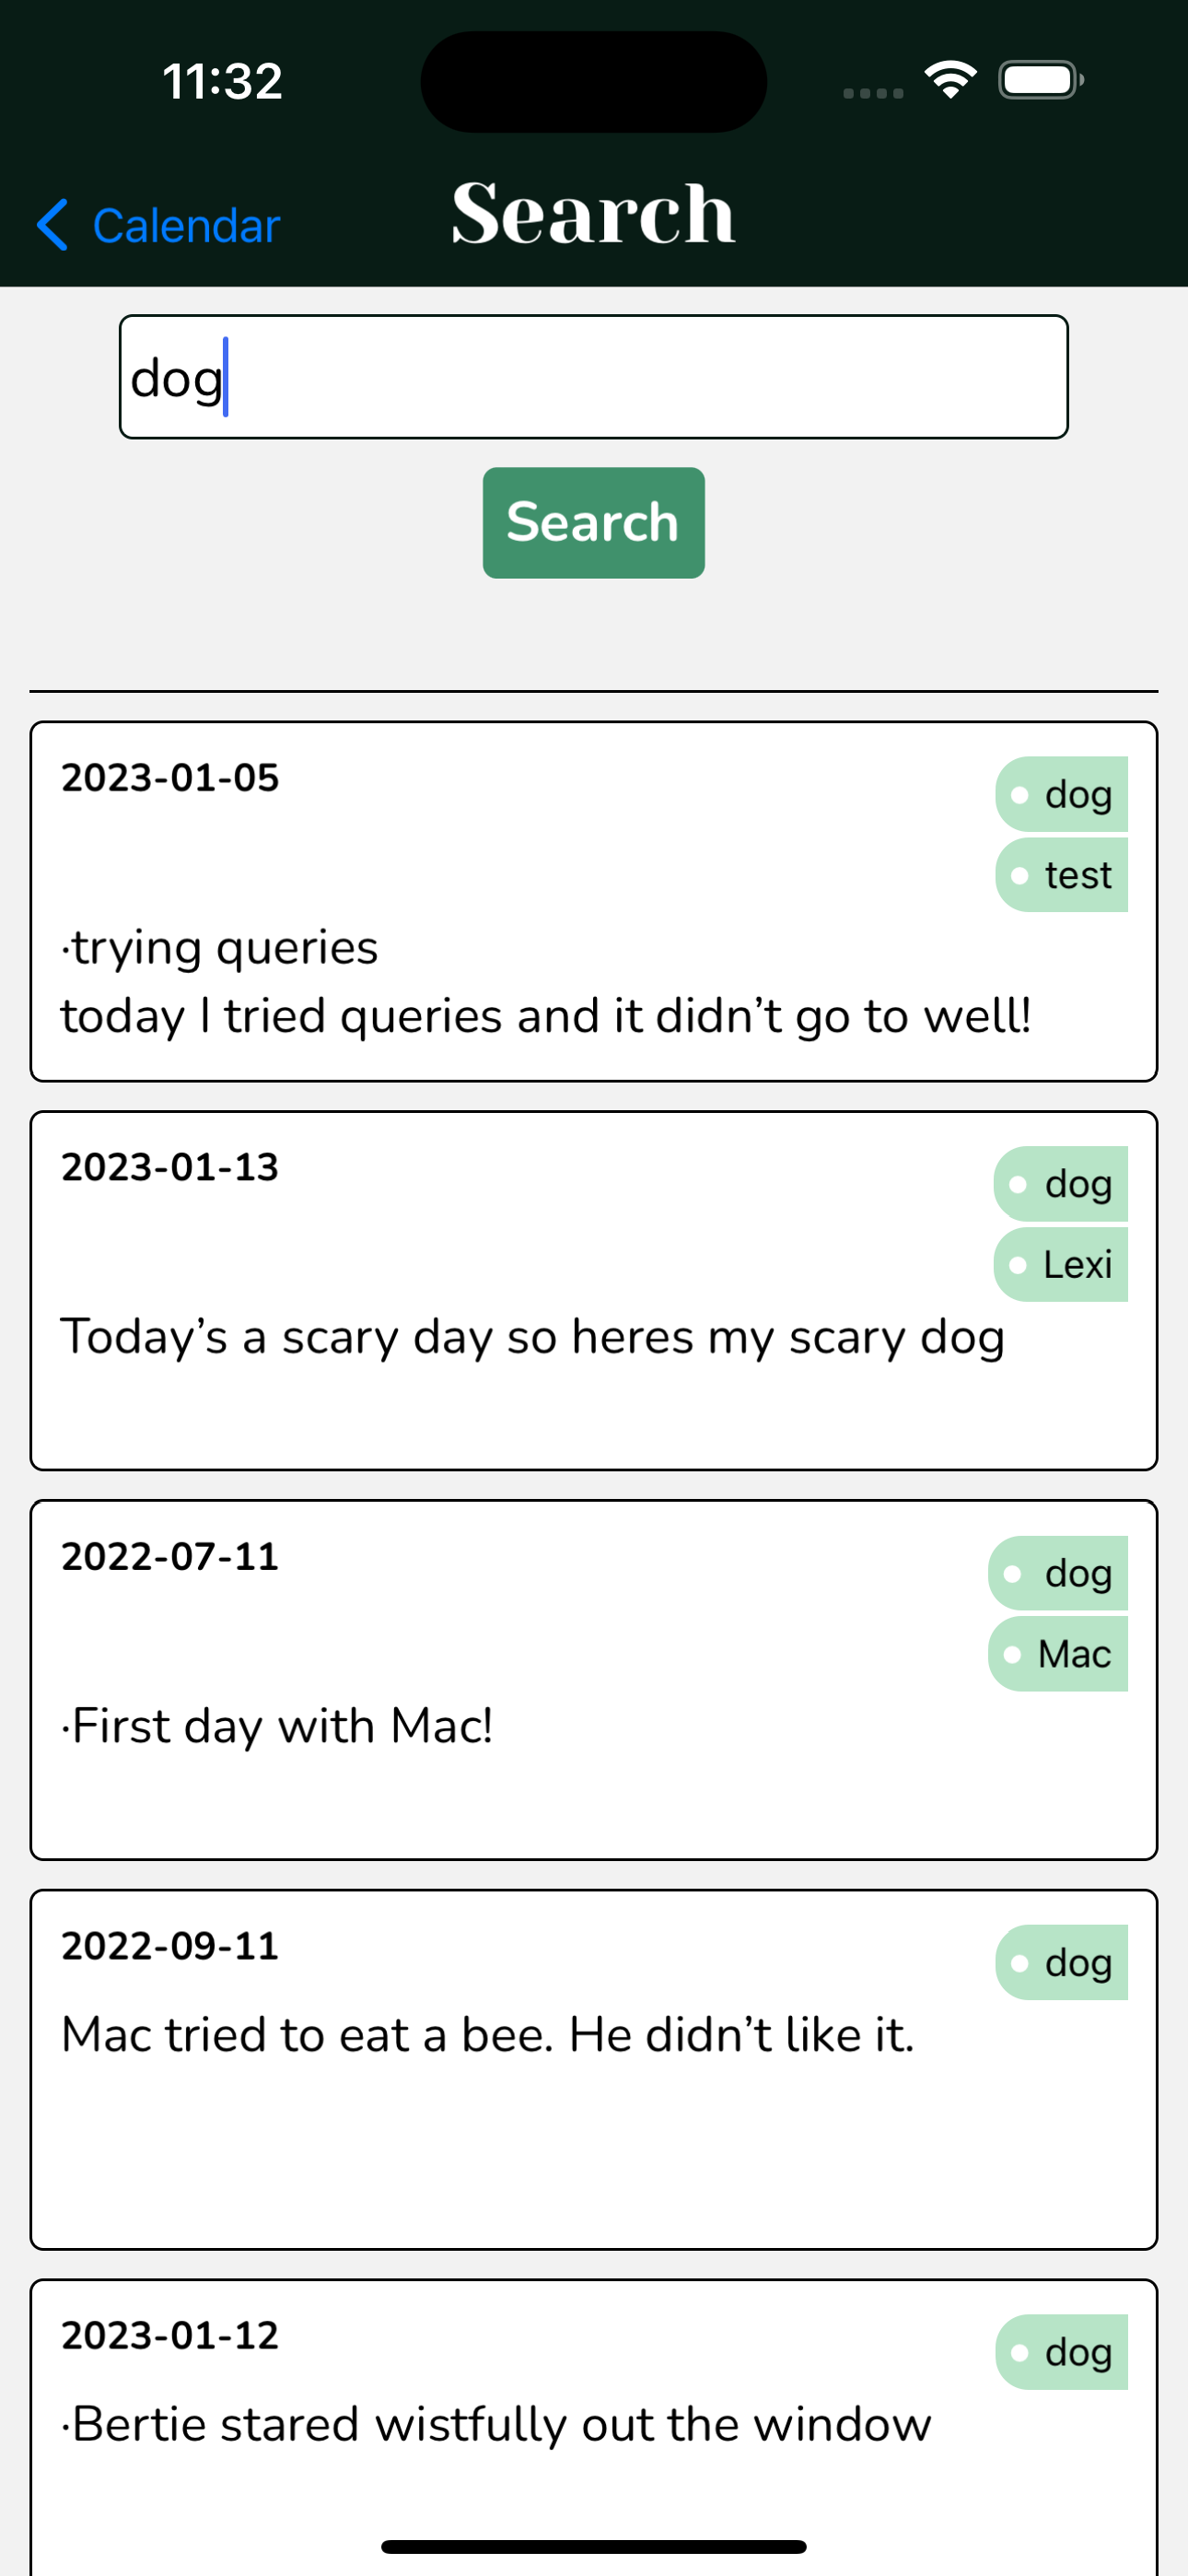 11:32
Calendar
Search
dog
Search
2023-01-05
dog
test
·trying queries
today I tried queries and it didn’t go to well!
2023-01-13
dog
Lexi
Today’s a scary day so heres my scary dog
2022-07-11
dog
Mac
·First day with Mac!
2022-09-11
dog
Mac tried to eat a bee. He didn’t like it.
2023-01-12
dog
·Bertie stared wistfully out the window